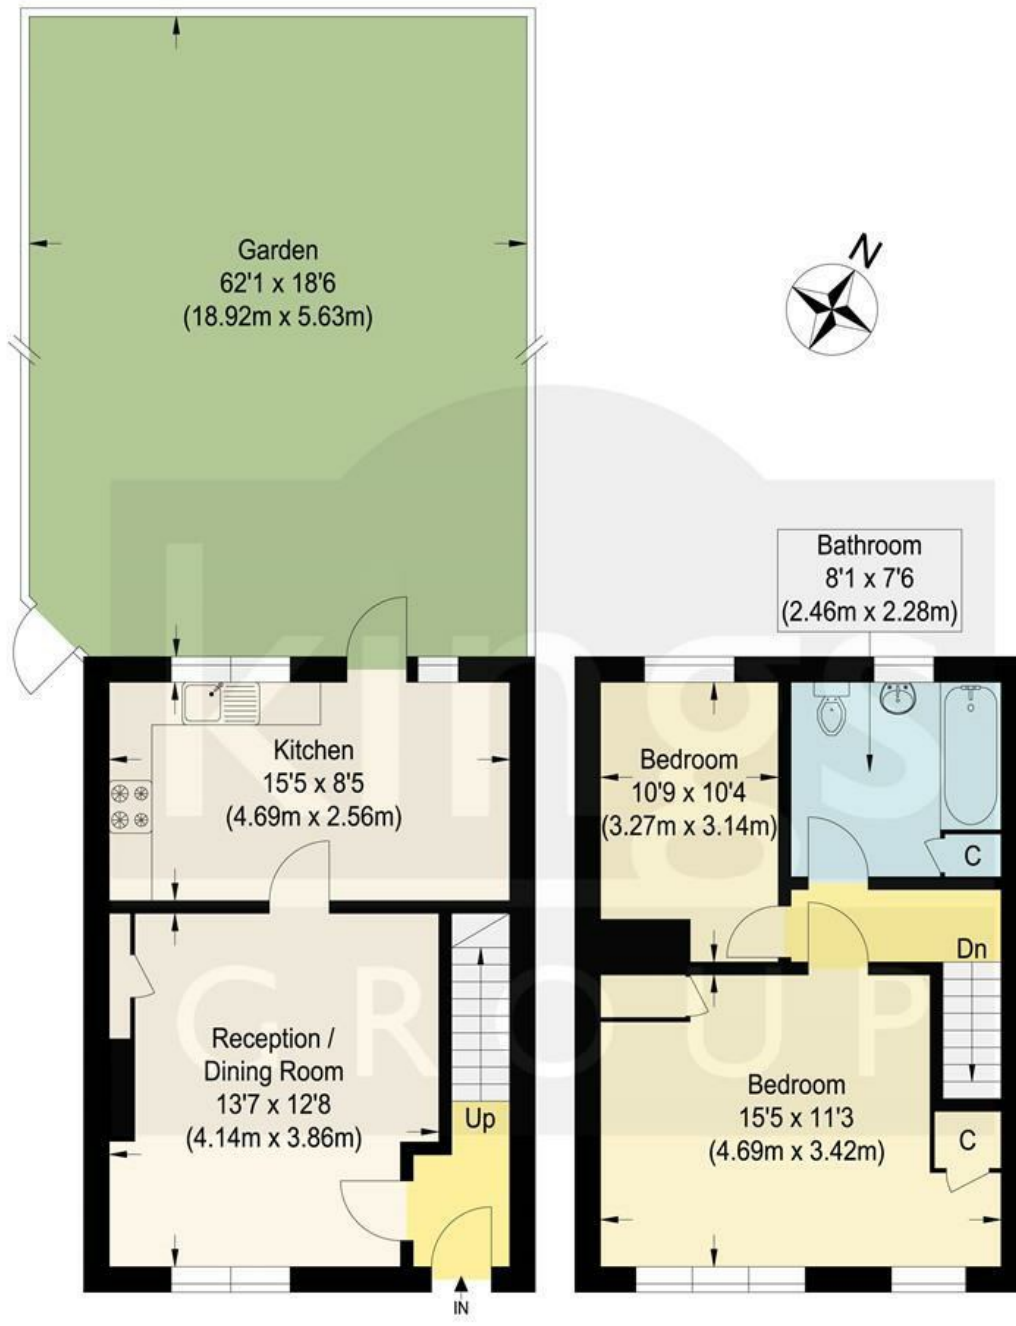 Garden
62'1 x 18'6
(18.92m x 5.63m)
N
Bathroom
8'1 x 7'6
(2.46m x 2.28m)
Kitchen
15'5 x 8'5
(4.69m x 2.56m)
Bedroom
10'9 x 10'4
(3.27m x 3.14m)
C
Dn
Reception /
Dining Room
13'7 x 12'8
(4.14m x 3.86m)
Up
Bedroom
15'5 x 11'3
(4.69m x 3.42m)
C
IN
kings
GROUP